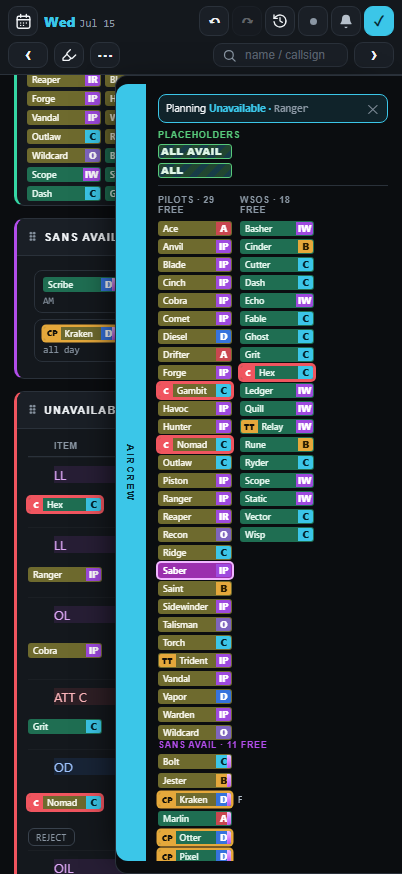 Wed Jul 15
name / callsign
Reaper IR
Forge IP
Vandal IP
Outlaw C
Wildcard O
Scope IW
Dash C
SANS AVAIL
Scribe D
AM
CP Kraken D
all day
UNAVAILAB
ITEM
LL
C Hex C
LL
Ranger IP
OL
Cobra IP
ATT C
Grit C
OD
C Nomad C
REJECT
OIL
AIRCREW
Planning Unavailable · Ranger
PLACEHOLDERS
ALL AVAIL
ALL
PILOTS · 29 FREE
Ace A
Anvil IP
Blade IP
Cinch IP
Cobra IP
Comet IP
Diesel D
Drifter A
Forge IP
C Gambit C
Havoc IP
Hunter IP
C Nomad C
Outlaw C
Piston IP
Ranger IP
Reaper IR
Recon O
Ridge C
Saber IP
Saint B
Sidewinder IP
Talisman O
Torch C
TT Trident IP
Vandal IP
Vapor D
Warden IP
Wildcard O
WSOS · 18 FREE
Basher IW
Cinder B
Cutter C
Dash C
Echo IW
Fable C
Ghost C
Grit C
C Hex C
Ledger IW
Quill IW
TT Relay IW
Rune B
Ryder C
Scope IW
Static IW
Vector C
Wisp C
SANS AVAIL · 11 FREE
Bolt C
Jester B
CP Kraken D F
Marlin A
CP Otter D
CP Pixel D